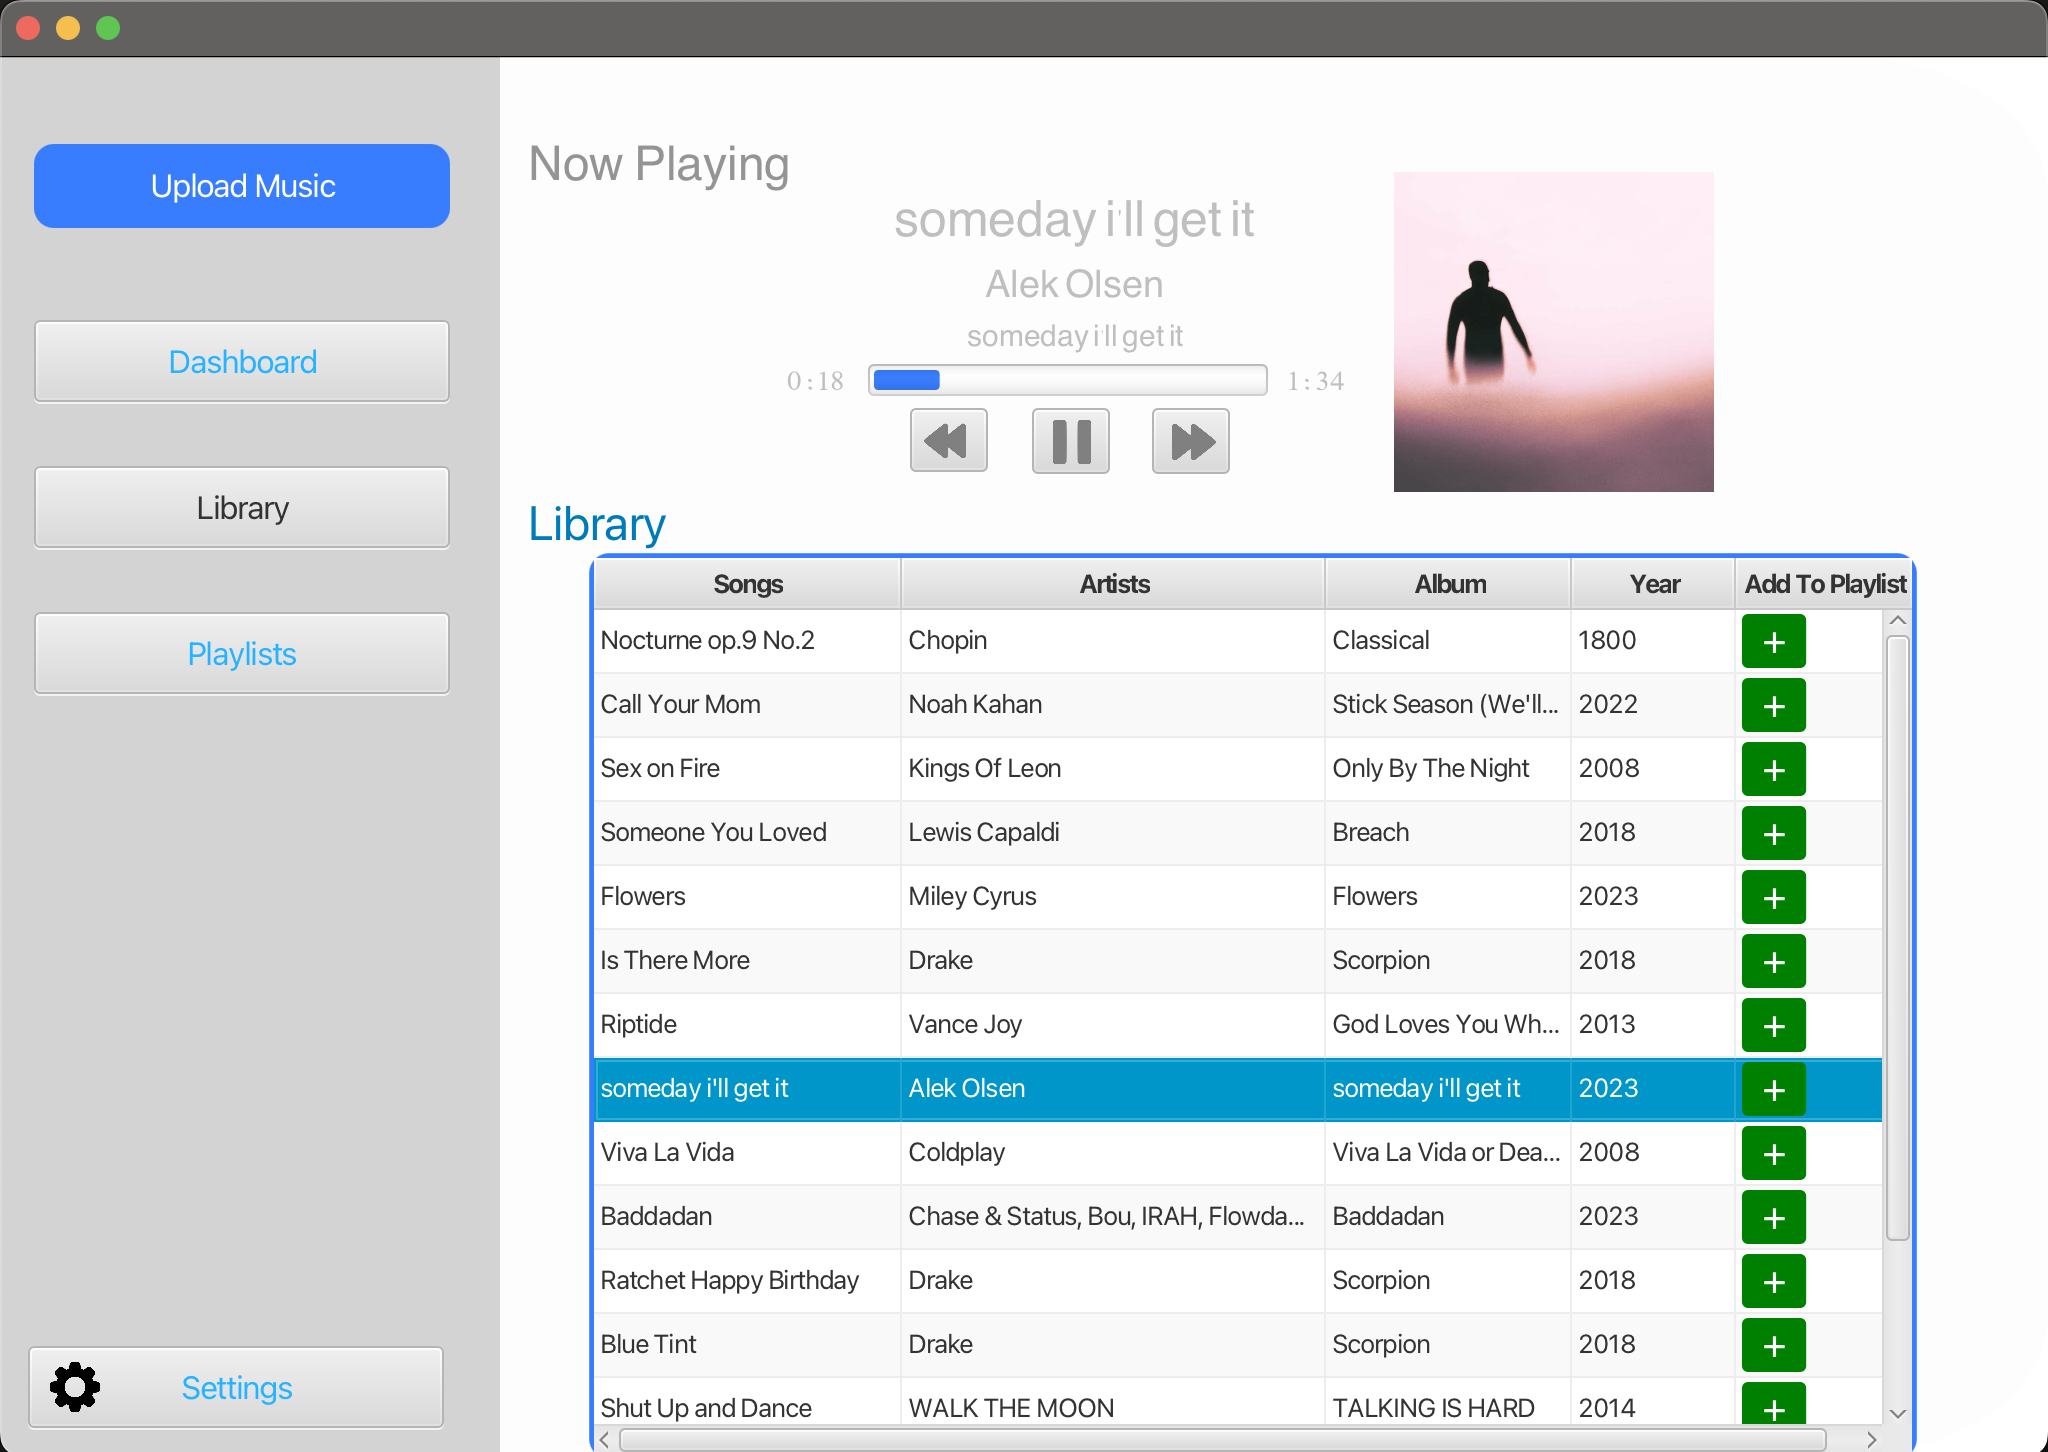 Upload Music
Dashboard
Library
Playlists
Settings
Now Playing
someday i'll get it
Alek Olsen
someday i'll get it
0:18 1:34
Library
Songs Artists Album Year Add To Playlist
Nocturne op.9 No.2 Chopin Classical 1800 +
Call Your Mom Noah Kahan Stick Season (We'll... 2022 +
Sex on Fire Kings Of Leon Only By The Night 2008 +
Someone You Loved Lewis Capaldi Breach 2018 +
Flowers Miley Cyrus Flowers 2023 +
Is There More Drake Scorpion 2018 +
Riptide Vance Joy God Loves You Wh... 2013 +
someday i'll get it Alek Olsen someday i'll get it 2023 +
Viva La Vida Coldplay Viva La Vida or Dea... 2008 +
Baddadan Chase & Status, Bou, IRAH, Flowda... Baddadan 2023 +
Ratchet Happy Birthday Drake Scorpion 2018 +
Blue Tint Drake Scorpion 2018 +
Shut Up and Dance WALK THE MOON TALKING IS HARD 2014 +